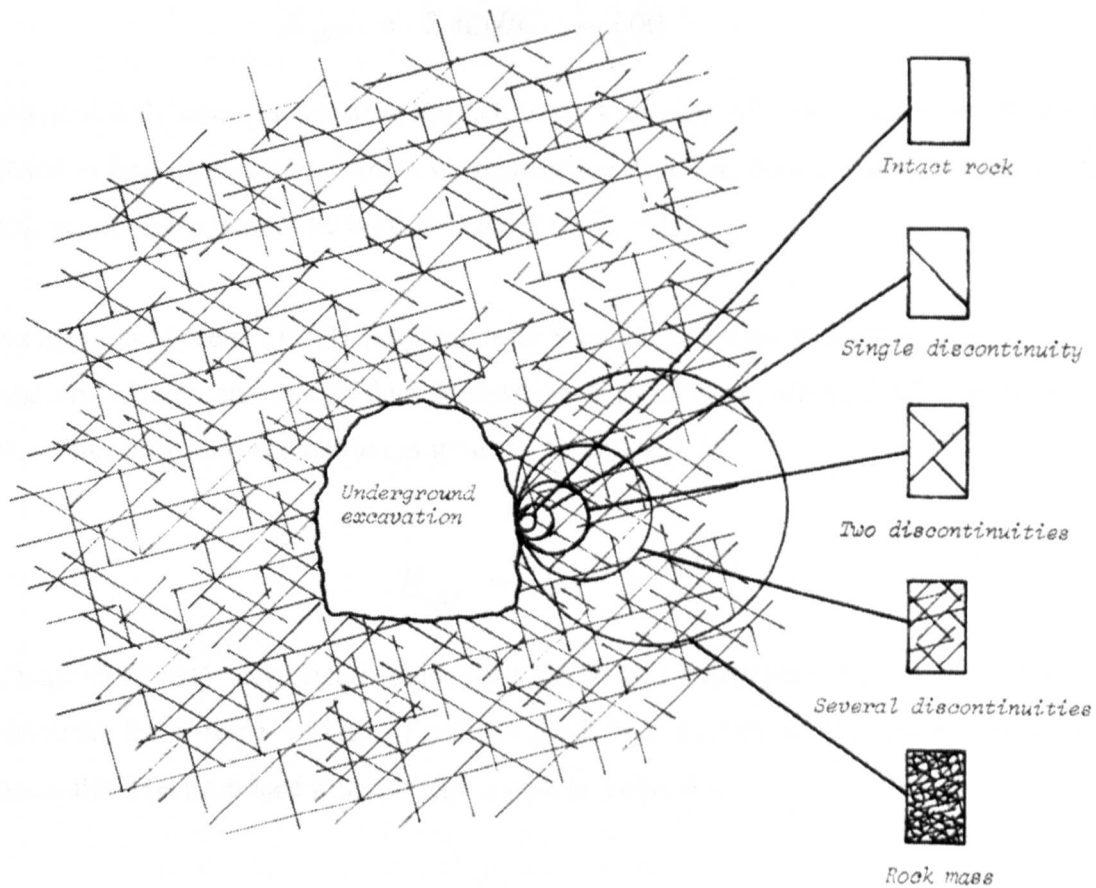 Intact rock
Single discontinuity
Underground
excavation
Two discontinuities
Several discontinuities
Rock mass